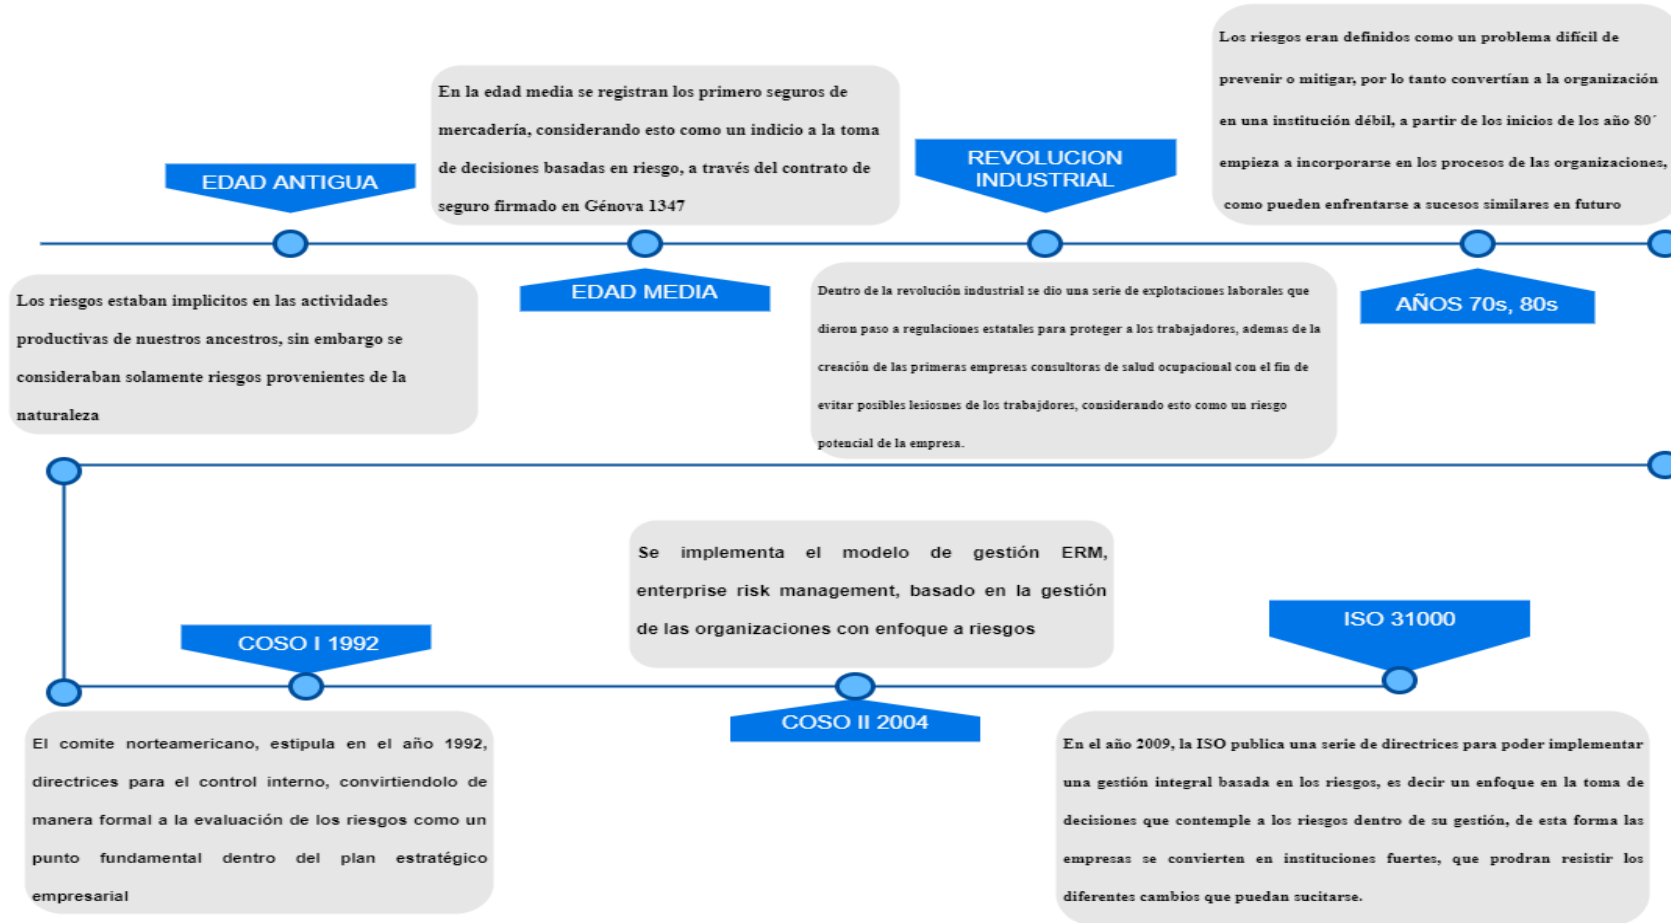 EDAD ANTIGUA
Los riesgos estaban implicitos en las actividades
productivas de nuestros ancestros, sin embargo se
consideraban solamente riesgos provenientes de la
naturaleza
En la edad media se registran los primero seguros de
mercadería, considerando esto como un indicio a la toma
de decisiones basadas en riesgo, a través del contrato de
seguro firmado en Génova 1347
EDAD MEDIA
REVOLUCION
INDUSTRIAL
Dentro de la revolución industrial se dio una serie de explotaciones laborales que
dieron paso a regulaciones estatales para proteger a los trabajadores, ademas de la
creación de las primeras empresas consultoras de salud ocupacional con el fin de
evitar posibles lesiosnes de los trabajdores, considerando esto como un riesgo
potencial de la empresa.
Los riesgos eran definidos como un problema difícil de
prevenir o mitigar, por lo tanto convertían a la organización
en una institución débil, a partir de los inicios de los año 80´
empieza a incorporarse en los procesos de las organizaciones,
como pueden enfrentarse a sucesos similares en futuro
AÑOS 70s, 80s
COSO I 1992
El comite norteamericano, estipula en el año 1992,
directrices para el control interno, convirtiendolo de
manera formal a la evaluación de los riesgos como un
punto fundamental dentro del plan estratégico
empresarial
Se implementa el modelo de gestión ERM,
enterprise risk management, basado en la gestión
de las organizaciones con enfoque a riesgos
COSO II 2004
ISO 31000
En el año 2009, la ISO publica una serie de directrices para poder implementar
una gestión integral basada en los riesgos, es decir un enfoque en la toma de
decisiones que contemple a los riesgos dentro de su gestión, de esta forma las
empresas se convierten en instituciones fuertes, que prodran resistir los
diferentes cambios que puedan sucitarse.